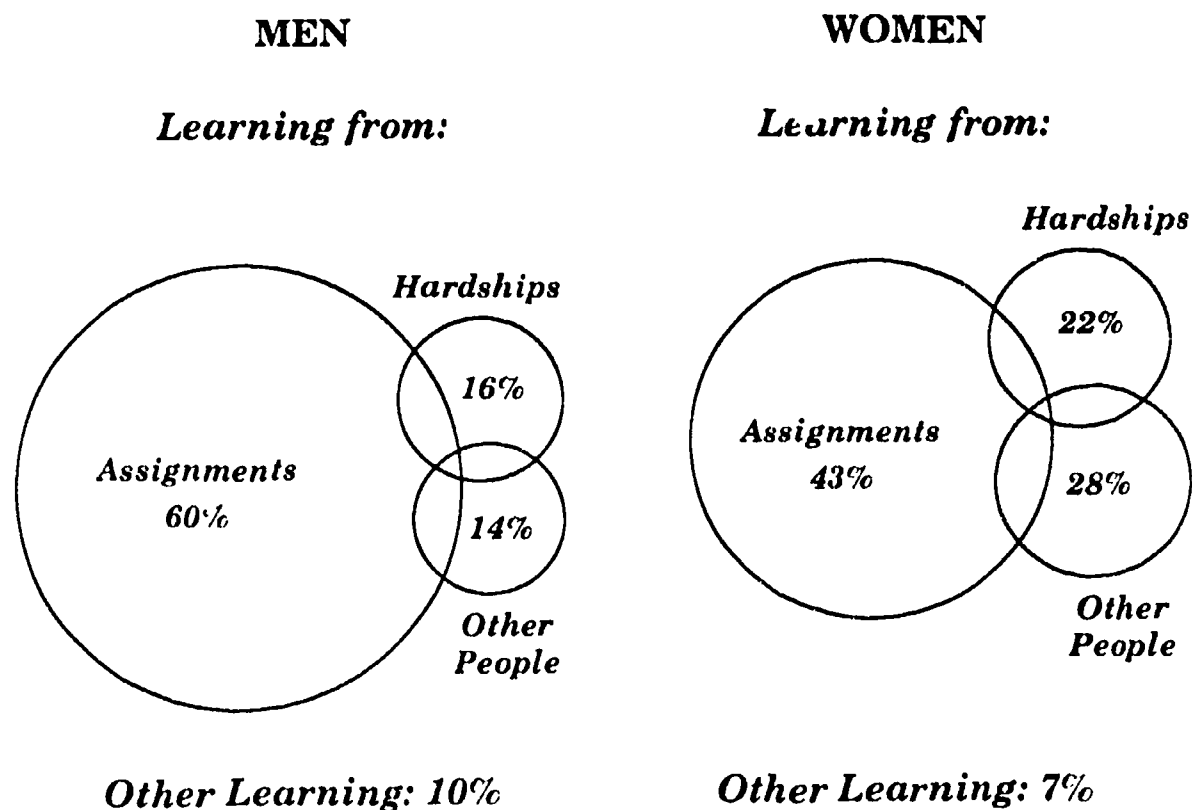 MEN
Learning from:
Hardships
16%
Assignments
60%
14%
Other
People
Other Learning: 10%
WOMEN
Learning from:
Hardships
22%
Assignments
43%
28%
Other
People
Other Learning: 7%